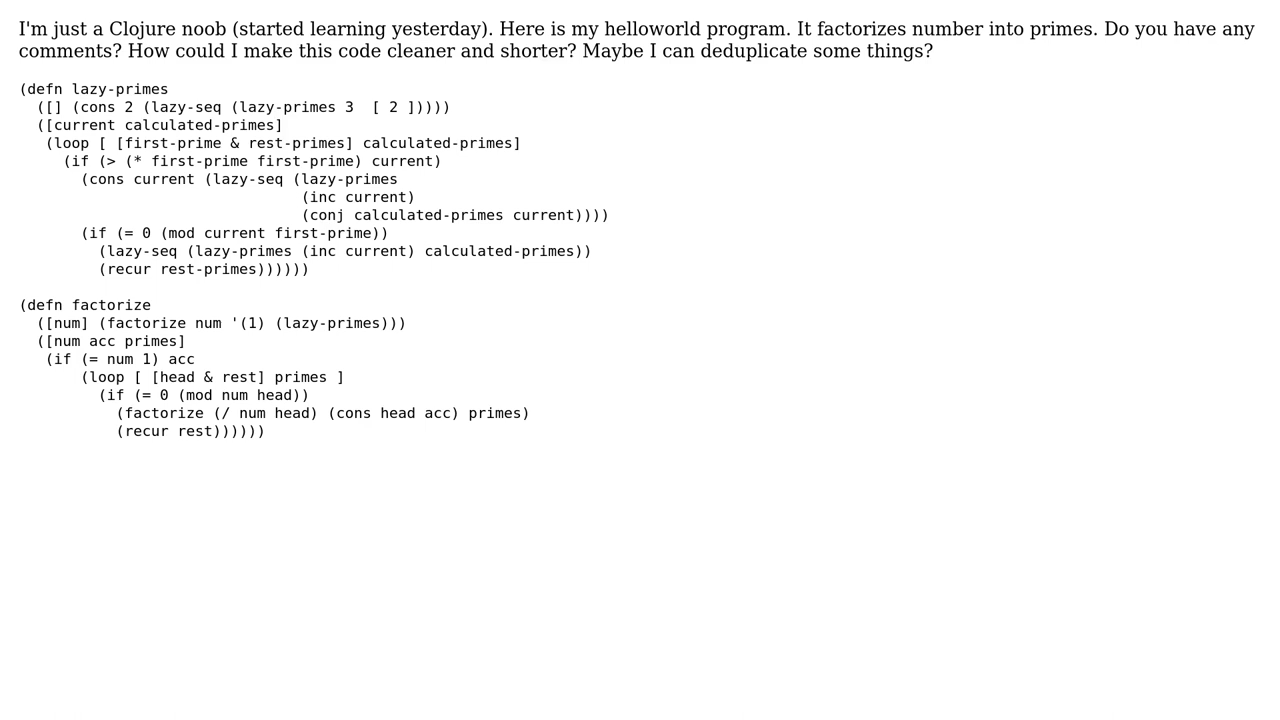 I'm just a Clojure noob (started learning yesterday). Here is my helloworld program. It factorizes number into primes. Do you have any
comments? How could I make this code cleaner and shorter? Maybe I can deduplicate some things?

(defn lazy-primes
  ([] (cons 2 (lazy-seq (lazy-primes 3  [ 2 ]))))
  ([current calculated-primes]
   (loop [ [first-prime & rest-primes] calculated-primes]
     (if (> (* first-prime first-prime) current)
       (cons current (lazy-seq (lazy-primes
                                (inc current)
                                (conj calculated-primes current))))
       (if (= 0 (mod current first-prime))
         (lazy-seq (lazy-primes (inc current) calculated-primes))
         (recur rest-primes))))))

(defn factorize
  ([num] (factorize num '(1) (lazy-primes)))
  ([num acc primes]
   (if (= num 1) acc
       (loop [ [head & rest] primes ]
         (if (= 0 (mod num head))
           (factorize (/ num head) (cons head acc) primes)
           (recur rest))))))